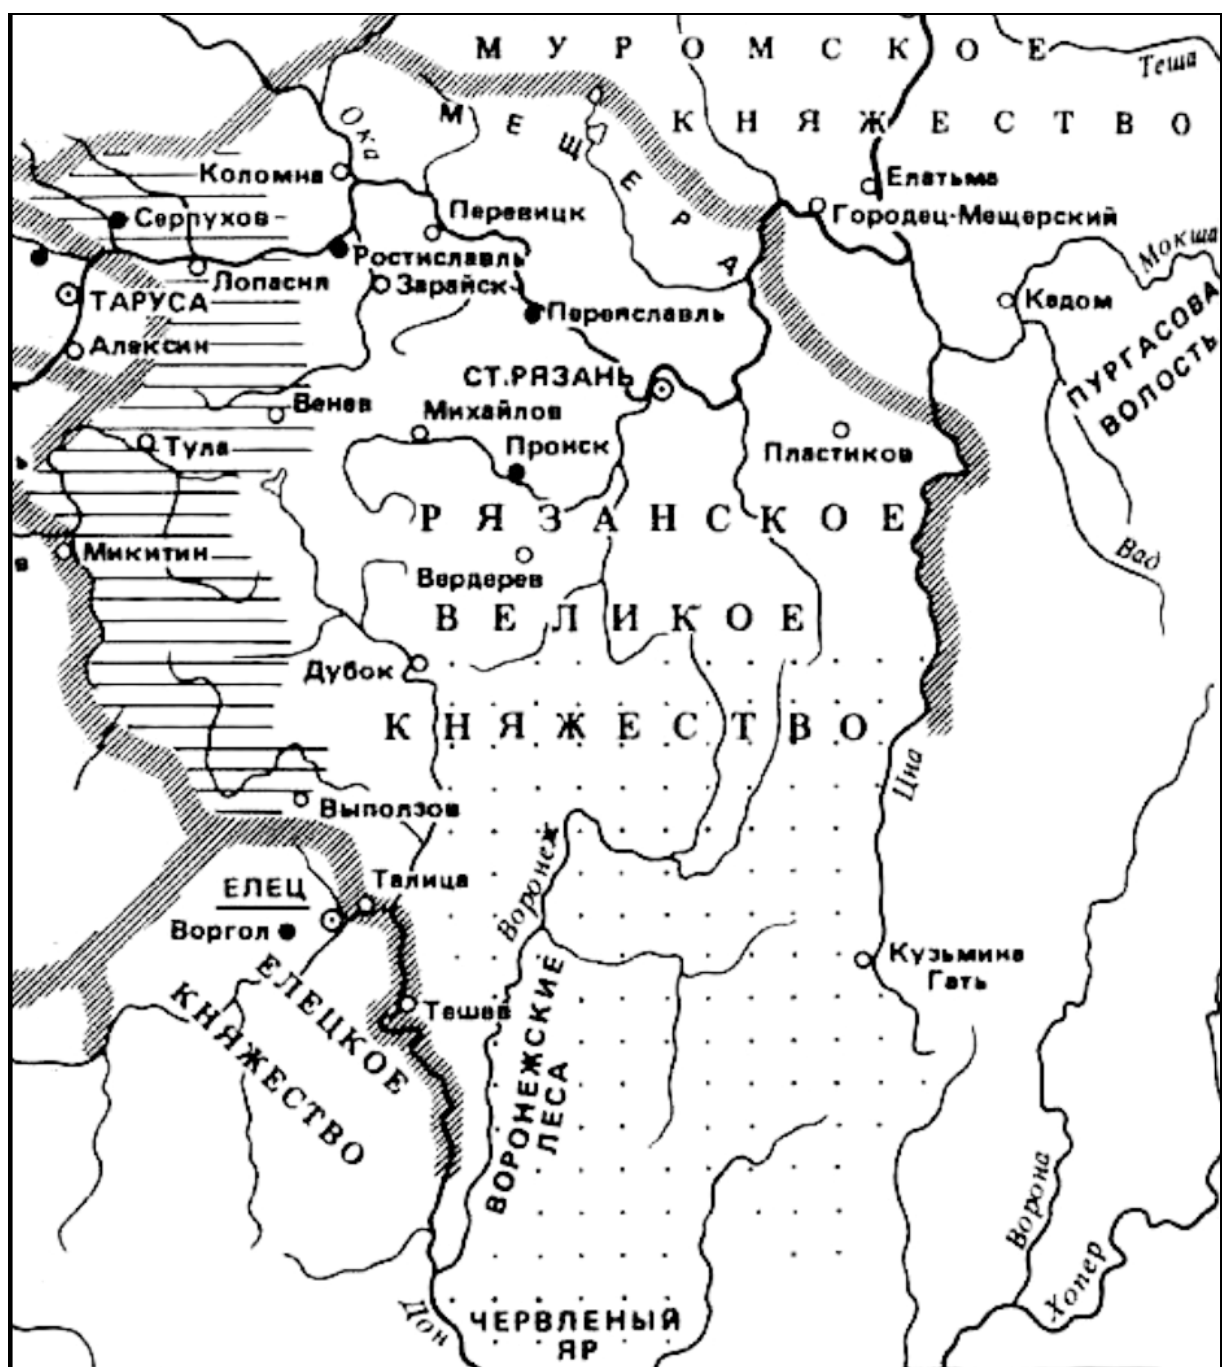 МУРОМСКОЕ
Теша
КНЯЖЕСТВО
МЕЩЕРА
Ока
Коломна
Елатьма
Серпухов
Перевицк
Городец-Мещерский
Мокша
Ростиславль
Лопасня
Зарайск
ТАРУСА
Переяславль
Кадом
Алексин
ПУРГАСОВА
ВОЛОСТЬ
СТ.РЯЗАНЬ
Венев
Михайлов
Тула
Пронск
Пластиков
ь
РЯЗАНСКОЕ
Микитин
в
Вердерев
Вад
ВЕЛИКОЕ
Дубок
КНЯЖЕСТВО
Цна
Выползов
Воронеж
Талица
ЕЛЕЦ
Воргол
Кузьмина
Гать
ЕЛЕЦКОЕ
КНЯЖЕСТВО
Тешев
ВОРОНЕЖСКИЕ
ЛЕСА
Ворона
Хопер
Дон
ЧЕРВЛЕНЫЙ
ЯР